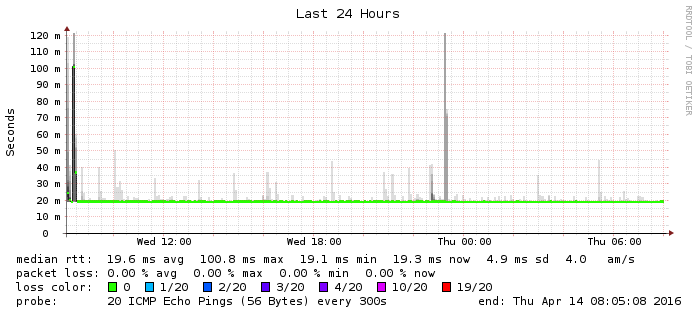 Last 24 Hours
RRDTOOL / TOBI OETIKER
Seconds
120 m
110 m
100 m
90 m
80 m
70 m
60 m
50 m
40 m
30 m
20 m
10 m
0
Wed 12:00 Wed 18:00 Thu 00:00 Thu 06:00
median rtt: 19.6 ms avg 100.8 ms max 19.1 ms min 19.3 ms now 4.9 ms sd 4.0 am/s
packet loss: 0.00 % avg 0.00 % max 0.00 % min 0.00 % now
loss color: 0 1/20 2/20 3/20 4/20 10/20 19/20
probe: 20 ICMP Echo Pings (56 Bytes) every 300s end: Thu Apr 14 08:05:08 2016